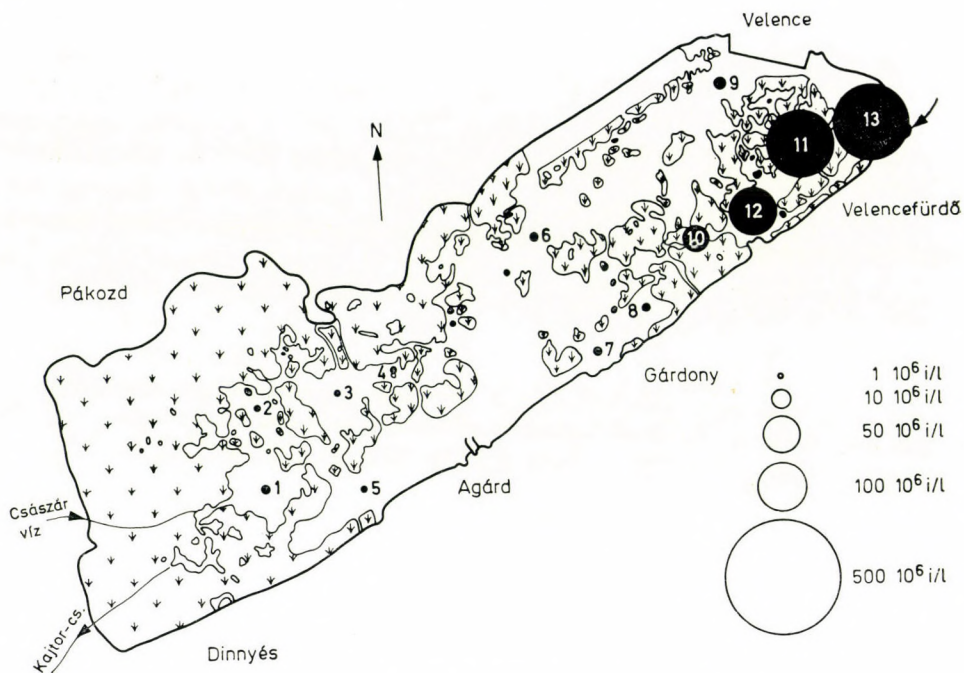 Velence
9
13
11
N
12
Velencefürdő
10
6
Pákozd
8
7
Gárdony
1 10⁶ i/l
4
3
10 10⁶ i/l
2
50 10⁶ i/l
1
5
Agárd
100 10⁶ i/l
Császár
víz
500 10⁶ i/l
Kajtor-cs.
Dinnyés